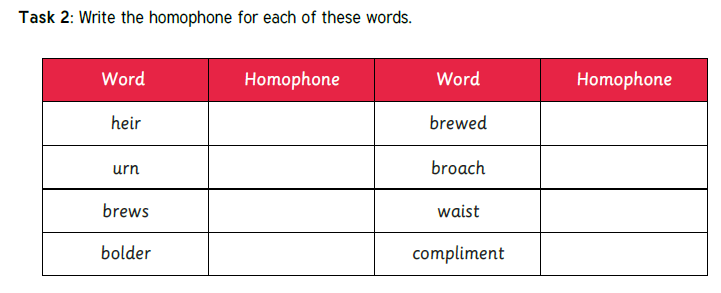 Task 2: Write the homophone for each of these words.
Word Homophone Word Homophone
heir brewed
urn broach
brews waist
bolder compliment